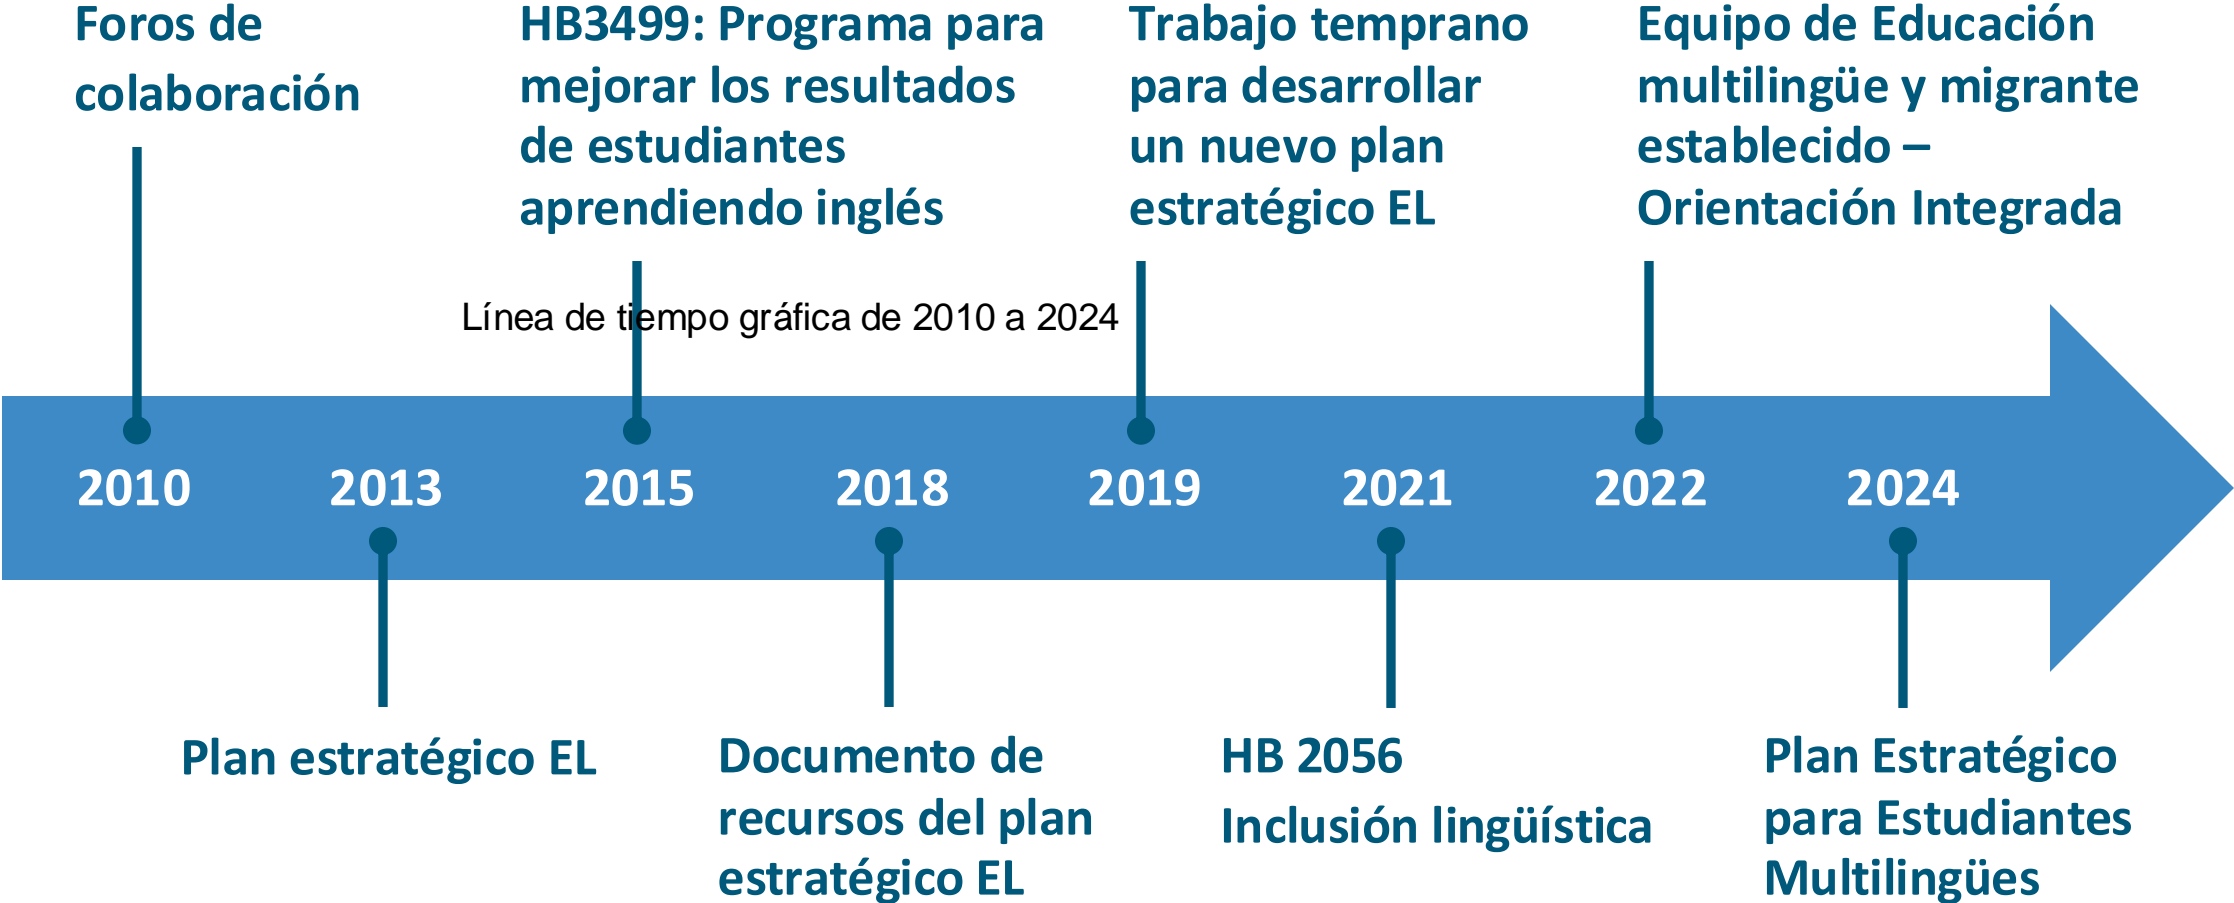 Foros de
colaboración
HB3499: Programa para
mejorar los resultados
de estudiantes
aprendiendo inglés
Trabajo temprano
para desarrollar
un nuevo plan
estratégico EL
Equipo de Educación
multilingüe y migrante
establecido –
Orientación Integrada
Línea de tiempo gráfica de 2010 a 2024
2010 2013 2015 2018 2019 2021 2022 2024
Plan estratégico EL
Documento de
recursos del plan
estratégico EL
HB 2056
Inclusión lingüística
Plan Estratégico
para Estudiantes
Multilingües